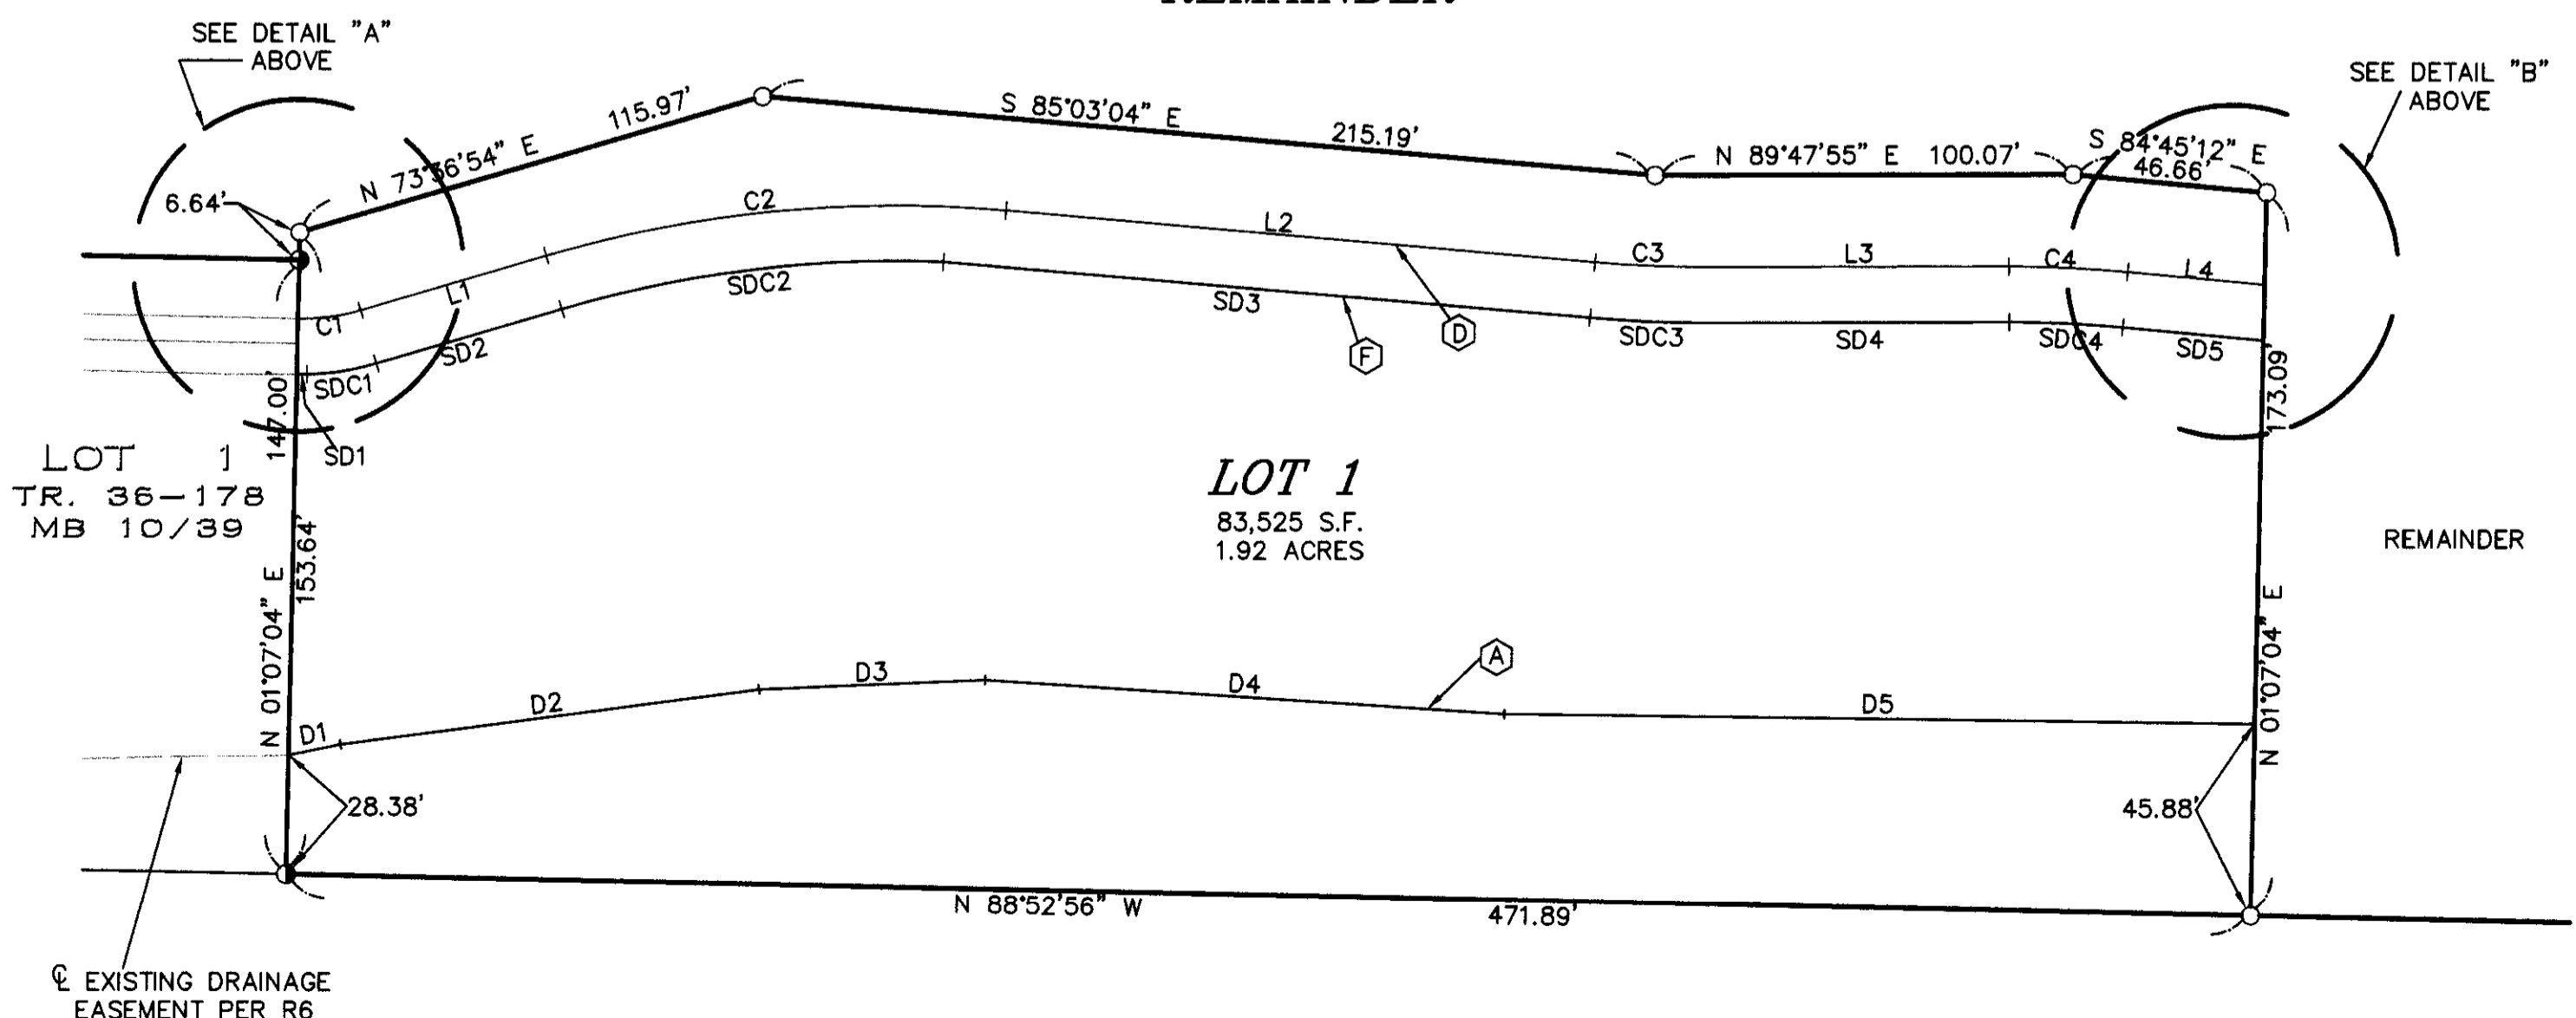 REMAINDER
SEE DETAIL "A"
ABOVE
SEE DETAIL "B"
ABOVE
N 73°36'54" E
115.97'
S 85°03'04" E
215.19'
N 89°47'55" E 100.07'
S 84°45'12" E
46.66'
6.64'
C1
L1
C2
L2
C3
L3
C4
L4
SD1
SDC1
SD2
SDC2
SD3
SDC3
SD4
SDC4
SD5
F
D
147.00'
173.09'
LOT 1
TR. 36-178
MB 10/39
LOT 1
83,525 S.F.
1.92 ACRES
REMAINDER
N 01°07'04" E
153.64'
N 01°07'04" E
D1
D2
D3
D4
A
D5
28.38'
45.88'
N 88°52'56" W
471.89'
℄ EXISTING DRAINAGE
EASEMENT PER R6